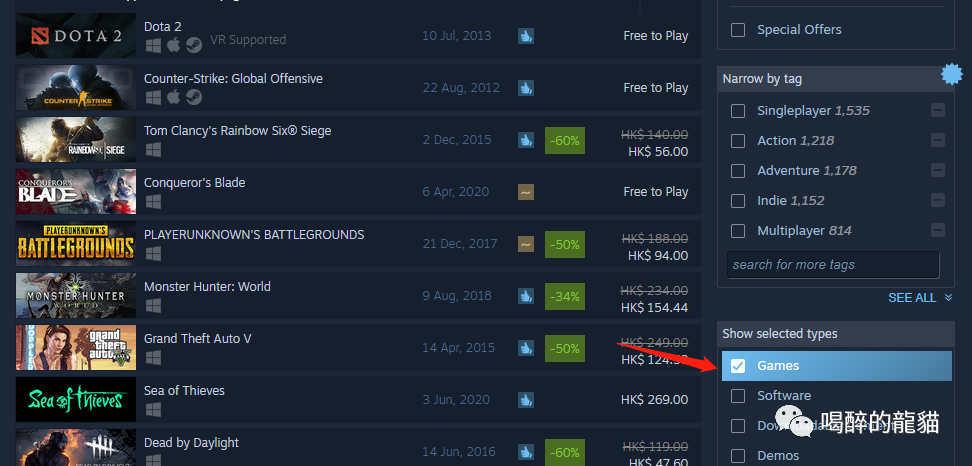 DOTA 2
Dota 2
VR Supported
10 Jul, 2013
Free to Play
COUNTER STRIKE
Counter-Strike: Global Offensive
22 Aug, 2012
Free to Play
RAINBOW SIX | SIEGE
Tom Clancy's Rainbow Six® Siege
2 Dec, 2015
-60%
HK$ 140.00
HK$ 56.00
CONQUEROR'S
BLADE
Conqueror's Blade
6 Apr, 2020
Free to Play
PLAYERUNKNOWN'S
BATTLEGROUNDS
PLAYERUNKNOWN'S BATTLEGROUNDS
21 Dec, 2017
-50%
HK$ 188.00
HK$ 94.00
MONSTER HUNTER
WORLD
Monster Hunter: World
9 Aug, 2018
-34%
HK$ 234.00
HK$ 154.44
grand
theft
auto
Grand Theft Auto V
14 Apr, 2015
-50%
HK$ 249.00
HK$ 124.50
Sea of Thieves
Sea of Thieves
3 Jun, 2020
HK$ 269.00
Dead by Daylight
14 Jun, 2016
-60%
HK$ 119.00
HK$ 47.60
Special Offers
Narrow by tag
Singleplayer 1,535
Action 1,218
Adventure 1,178
Indie 1,152
Multiplayer 814
search for more tags
SEE ALL
Show selected types
Games
Software
Demos
喝醉的龍貓